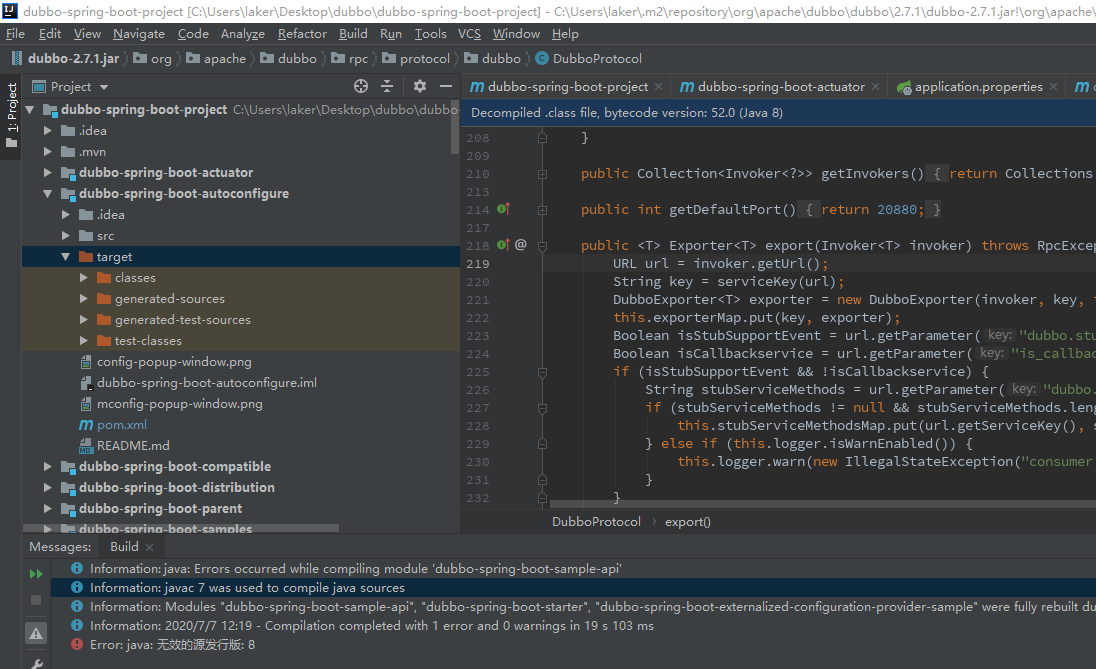 dubbo-spring-boot-project [C:\Users\laker\Desktop\dubbo\dubbo-spring-boot-project] - C:\Users\laker\.m2\repository\org\apache\dubbo\dubbo\2.7.1\dubbo-2.7.1.jar!\org\apache\
File Edit View Navigate Code Analyze Refactor Build Run Tools VCS Window Help
dubbo-2.7.1.jar org apache dubbo rpc protocol dubbo DubboProtocol
1: Project
Project
dubbo-spring-boot-project C:\Users\laker\Desktop\dubbo\dubbo
.idea
.mvn
dubbo-spring-boot-actuator
dubbo-spring-boot-autoconfigure
.idea
src
target
classes
generated-sources
generated-test-sources
test-classes
config-popup-window.png
dubbo-spring-boot-autoconfigure.iml
mconfig-popup-window.png
pom.xml
README.md
dubbo-spring-boot-compatible
dubbo-spring-boot-distribution
dubbo-spring-boot-parent
dubbo-spring-boot-samples
dubbo-spring-boot-project dubbo-spring-boot-actuator application.properties
Decompiled .class file, bytecode version: 52.0 (Java 8)
208 }
209
210 public Collection<Invoker<?>> getInvokers() { return Collections
213
214 public int getDefaultPort() { return 20880; }
217
218 @ public <T> Exporter<T> export(Invoker<T> invoker) throws RpcExcep
219 URL url = invoker.getUrl();
220 String key = serviceKey(url);
221 DubboExporter<T> exporter = new DubboExporter(invoker, key,
222 this.exporterMap.put(key, exporter);
223 Boolean isStubSupportEvent = url.getParameter( key: "dubbo.stu
224 Boolean isCallbackservice = url.getParameter( key: "is_callba
225 if (isStubSupportEvent && !isCallbackservice) {
226 String stubServiceMethods = url.getParameter( key: "dubbo.
227 if (stubServiceMethods != null && stubServiceMethods.leng
228 this.stubServiceMethodsMap.put(url.getServiceKey(), s
229 } else if (this.logger.isWarnEnabled()) {
230 this.logger.warn(new IllegalStateException("consumer
231 }
232 }
DubboProtocol export()
Messages: Build
Information: java: Errors occurred while compiling module 'dubbo-spring-boot-sample-api'
Information: javac 7 was used to compile java sources
Information: Modules "dubbo-spring-boot-sample-api", "dubbo-spring-boot-starter", "dubbo-spring-boot-externalized-configuration-provider-sample" were fully rebuilt du
Information: 2020/7/7 12:19 - Compilation completed with 1 error and 0 warnings in 19 s 103 ms
Error: java: 无效的源发行版: 8